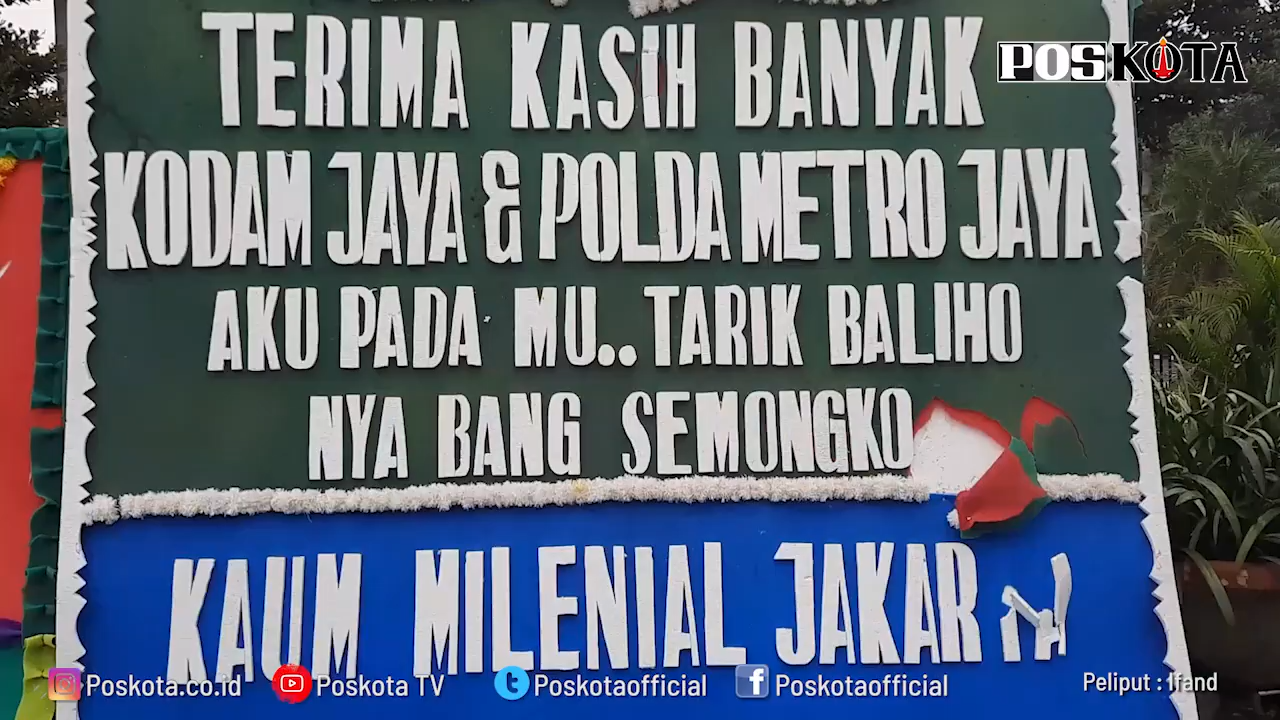 POSKOTA
TERIMA KASiH BANYAK
KODAM JAYA & POLDA METRO JAYA
AKU PADA MU.. TARIK BALIHO
NYA BANG SEMONGKO
KAUM MILENIAL JAKARTA
Poskota.co.id Poskota TV Poskotaofficial Poskotaofficial Peliput : Ifand